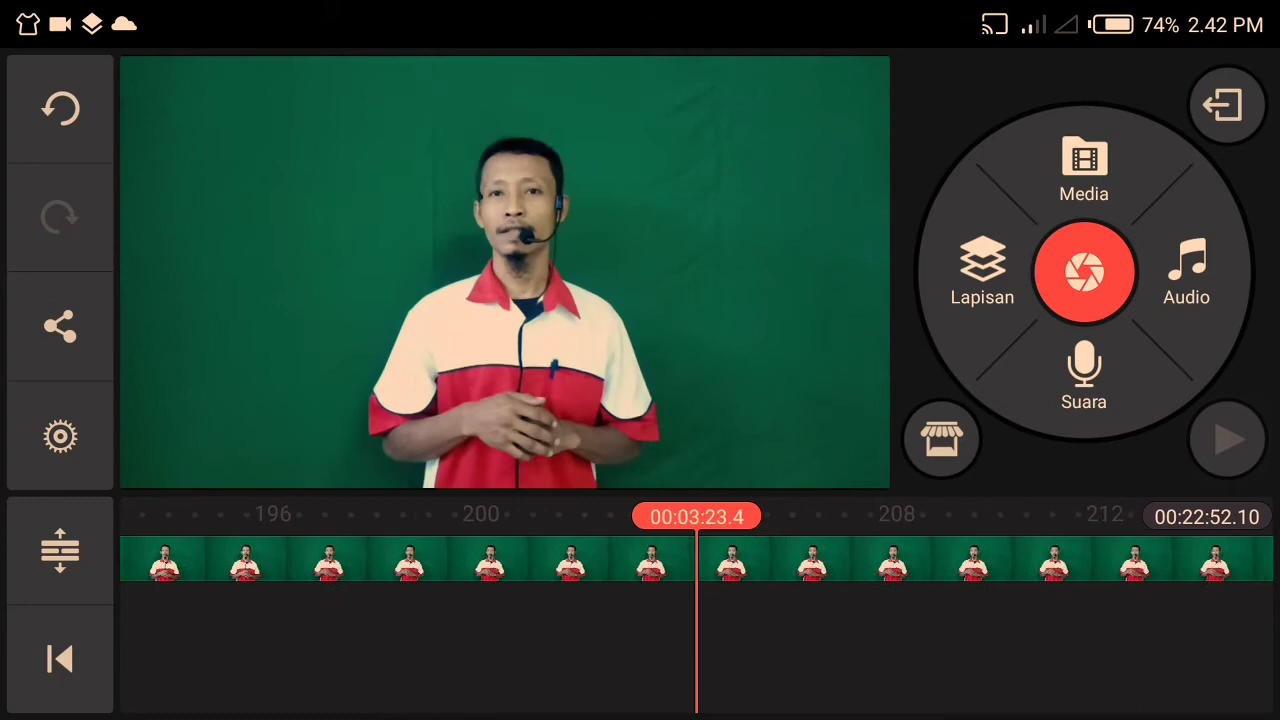 74% 2.42 PM
Media
Lapisan
Audio
Suara
196
200
00:03:23.4
208
212
00:22:52.10